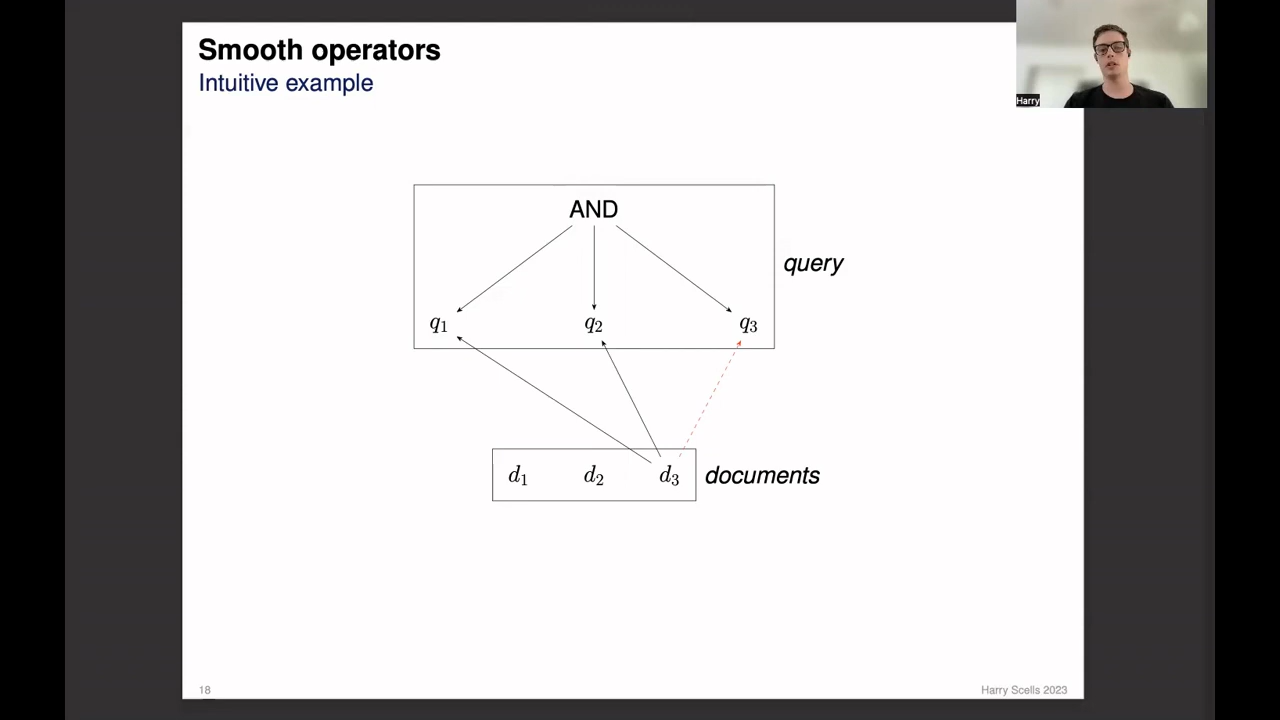 Smooth operators
Intuitive example
Harry
AND
query
q1 q2 q3
d1 d2 d3 documents
18
Harry Scells 2023